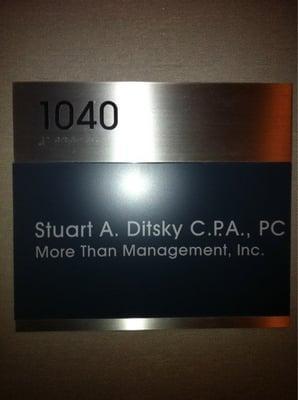 1040
Stuart A. Ditsky C.P.A., PC
More Than Management, Inc.